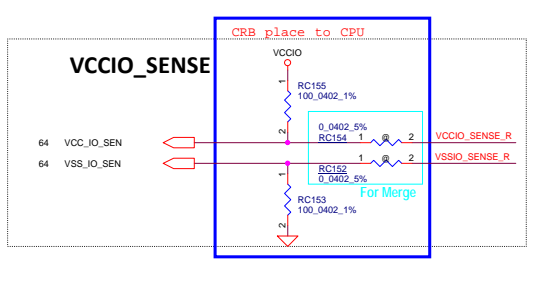 CRB place to CPU
VCCIO_SENSE
VCCIO
1
RC155
100_0402_1%
2
0_0402_5%
64 VCC_IO_SEN RC154 1 @ 2 VCCIO_SENSE_R
64 VSS_IO_SEN 1 @ 2 VSSIO_SENSE_R
RC152
0_0402_5%
1
For Merge
RC153
100_0402_1%
2